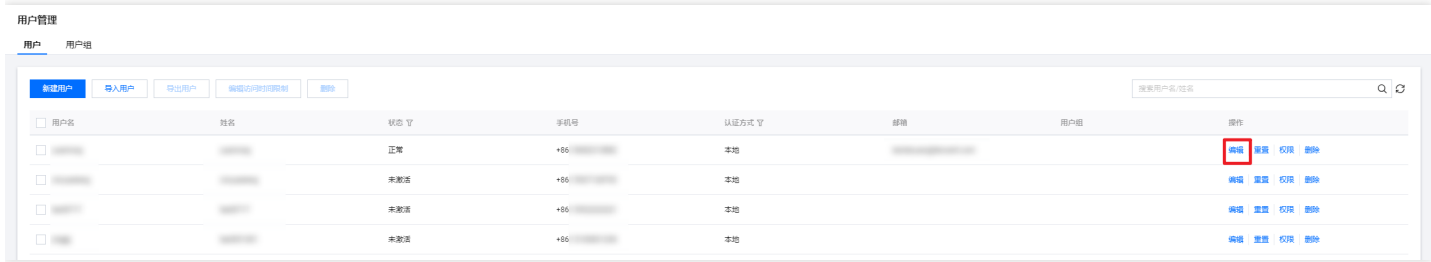 用户管理
用户 用户组
新建用户 导入用户 导出用户 编辑访问时间限制 删除 搜索用户名/姓名
用户名 姓名 状态 手机号 认证方式 邮箱 用户组 操作
正常 +86 本地 编辑 重置 权限 删除
未激活 +86 本地 编辑 重置 权限 删除
未激活 +86 本地 编辑 重置 权限 删除
未激活 +86 本地 编辑 重置 权限 删除